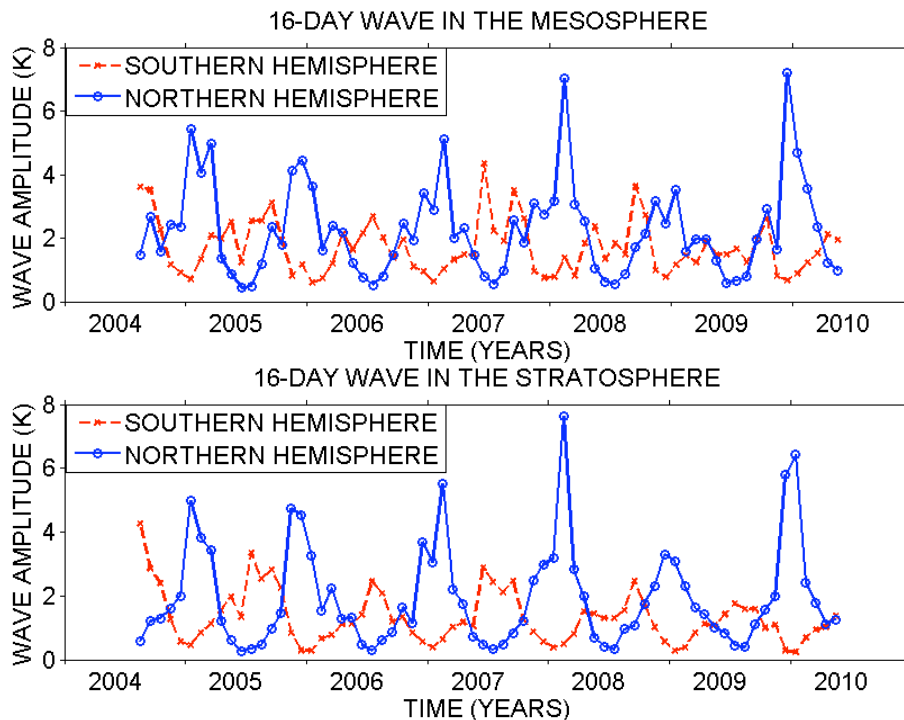 16-DAY WAVE IN THE MESOSPHERE
8
6
4
2
0
WAVE AMPLITUDE (K)
SOUTHERN HEMISPHERE
NORTHERN HEMISPHERE
2004 2005 2006 2007 2008 2009 2010
TIME (YEARS)
16-DAY WAVE IN THE STRATOSPHERE
8
6
4
2
0
WAVE AMPLITUDE (K)
SOUTHERN HEMISPHERE
NORTHERN HEMISPHERE
2004 2005 2006 2007 2008 2009 2010
TIME (YEARS)